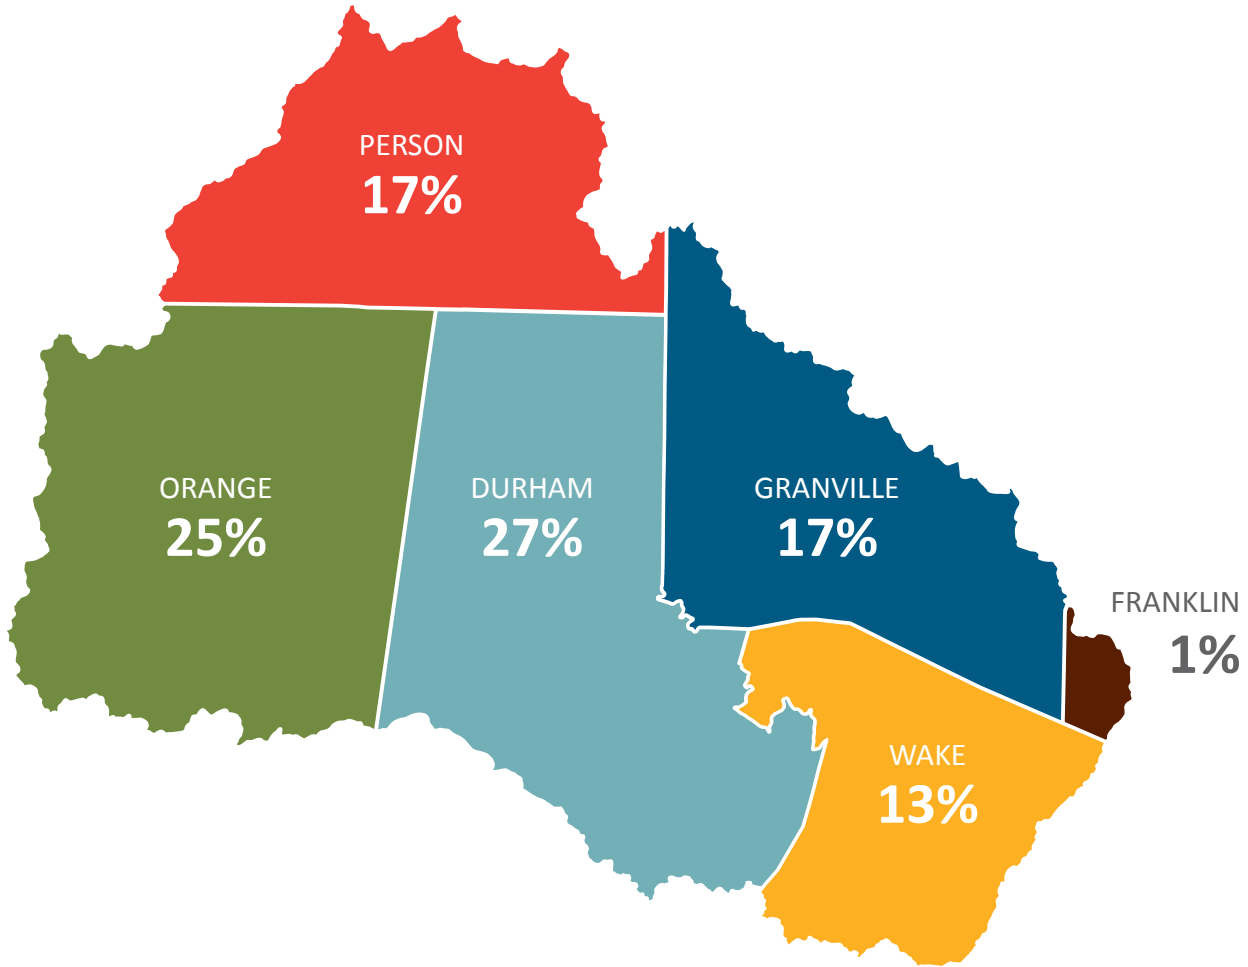 PERSON
17%
ORANGE
25%
DURHAM
27%
GRANVILLE
17%
FRANKLIN
1%
WAKE
13%